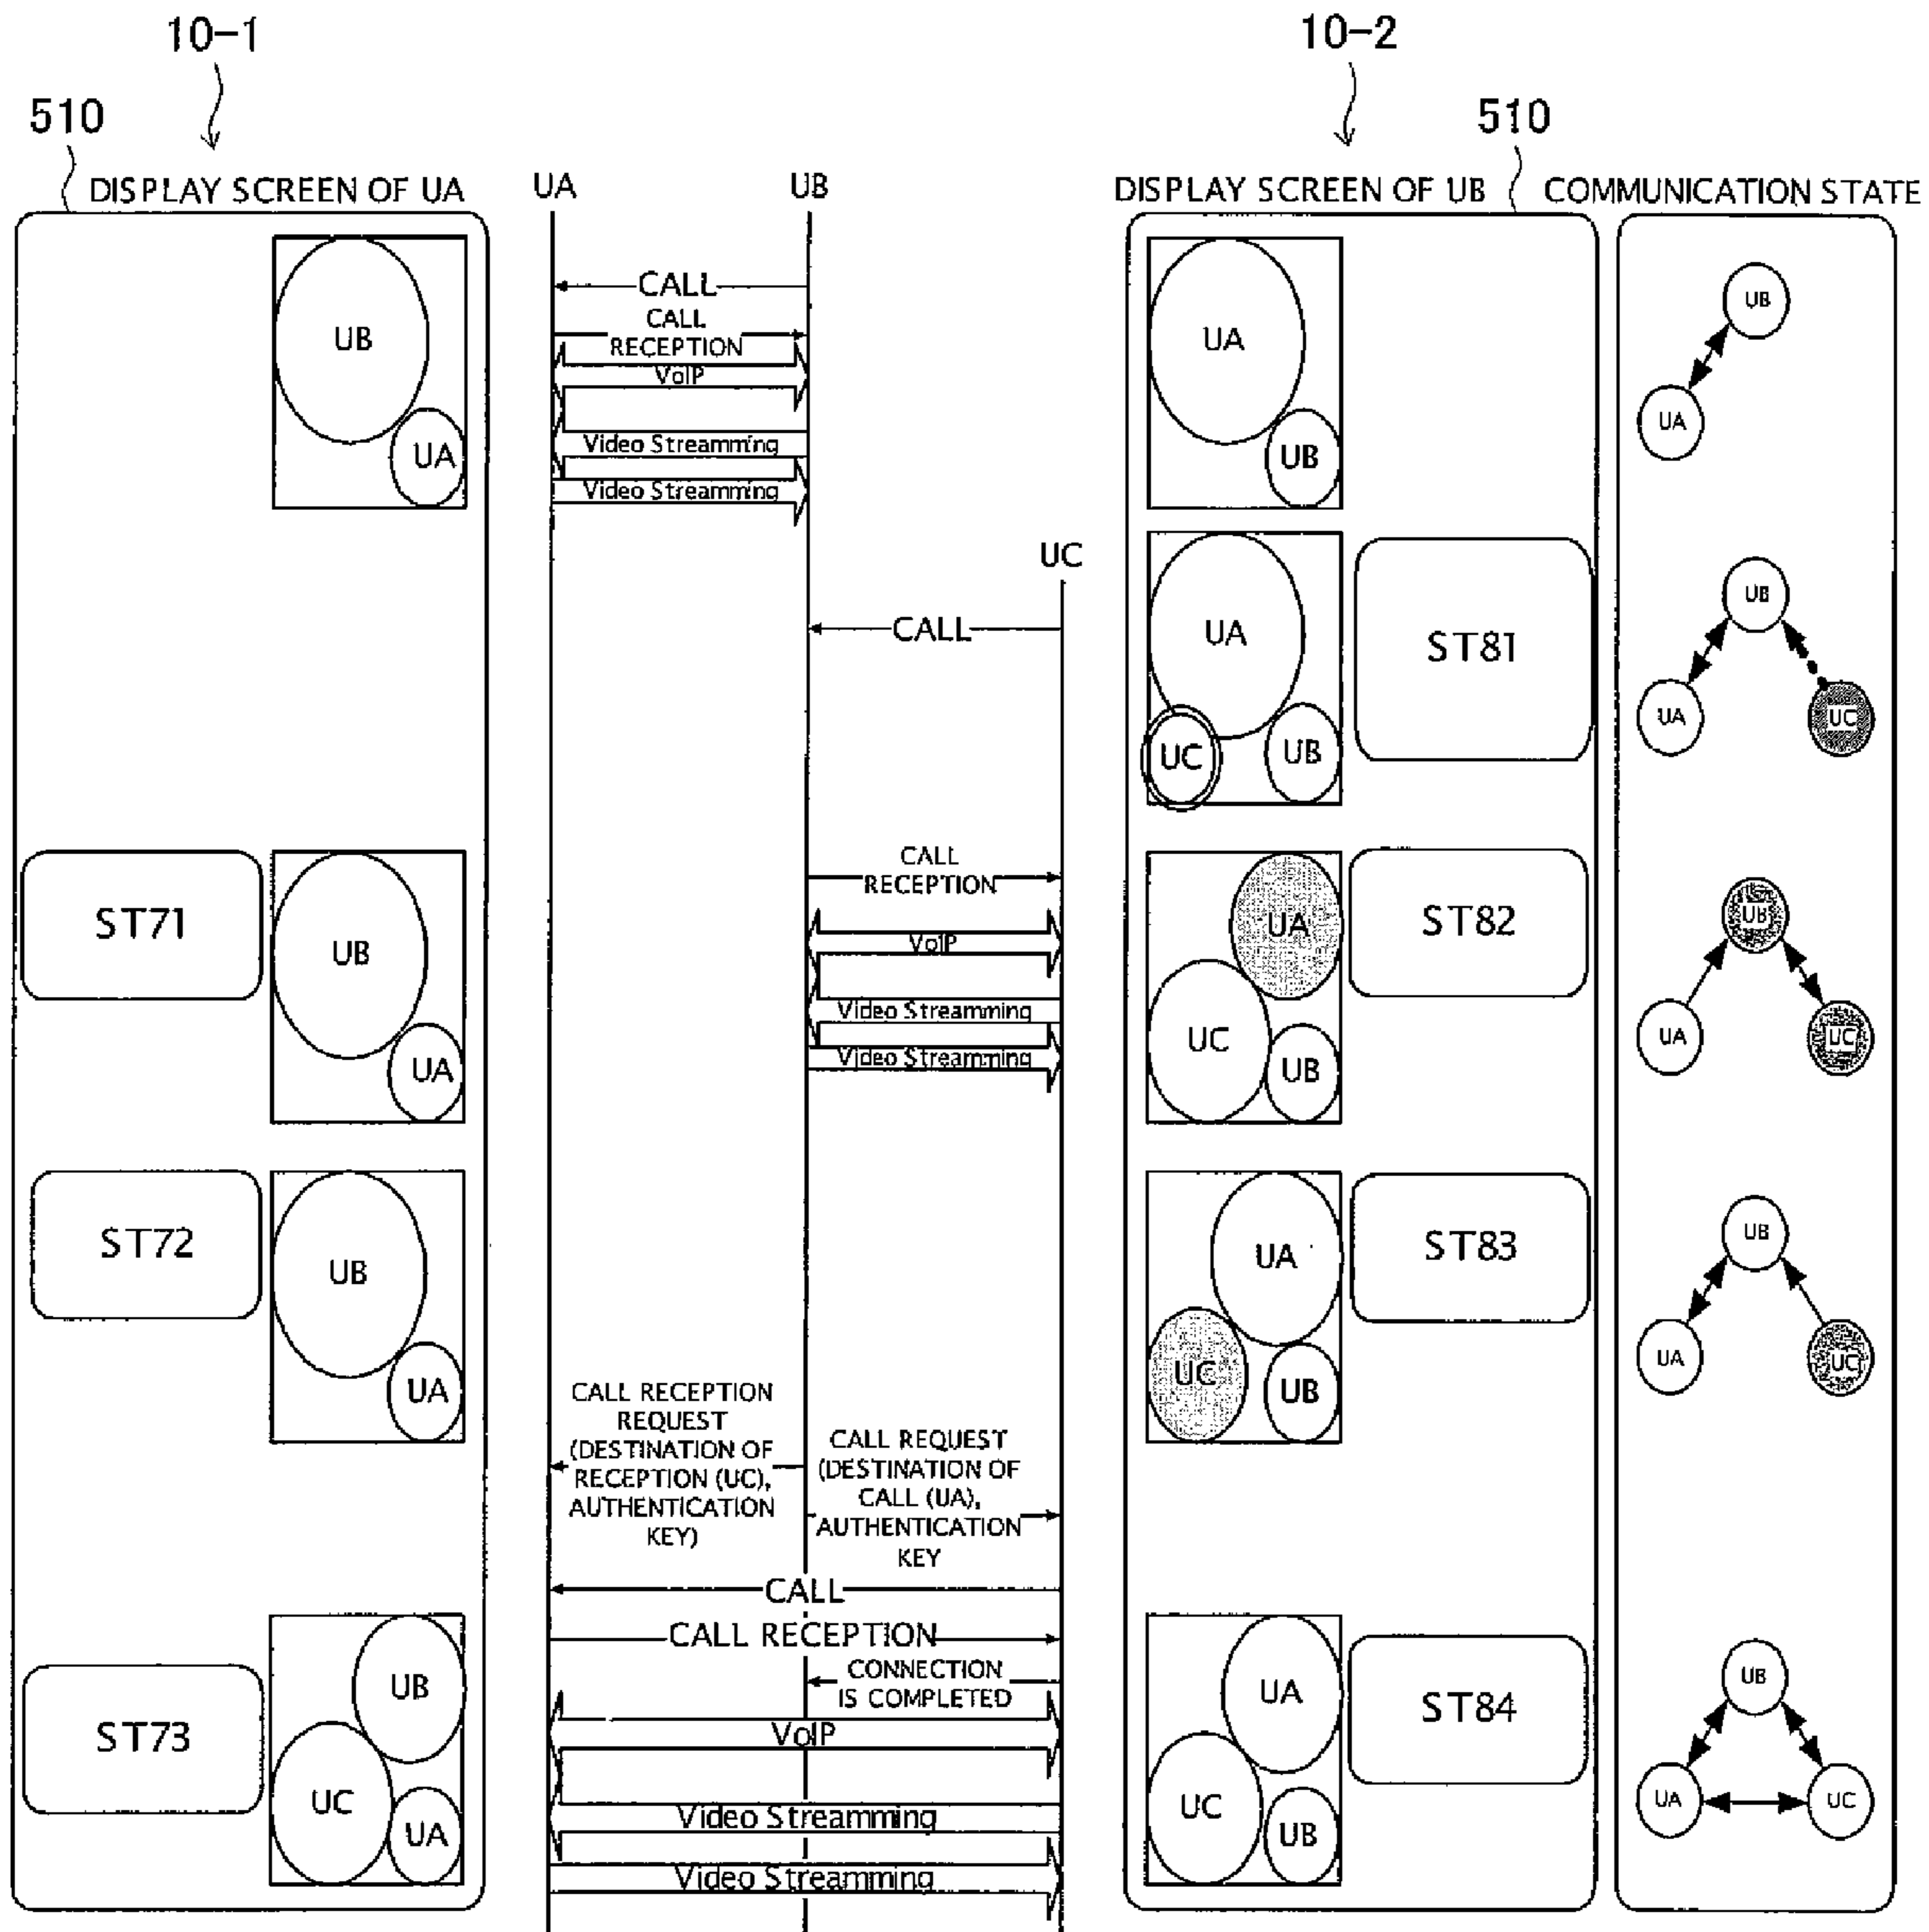 10-1
10-2
510
510
DISPLAY SCREEN OF UA
UA
UB
DISPLAY SCREEN OF UB
COMMUNICATION STATE
UB
UA
CALL
CALL
RECEPTION
VoIP
Video Streamming
Video Streamming
UA
UB
UB
UA
UC
CALL
UA
UC
UB
ST81
UB
UA
UC
ST71
UB
UA
CALL
RECEPTION
VoIP
Video Streamming
Video Streamming
UA
UC
UB
ST82
UB
UA
UC
ST72
UB
UA
UA
UC
UB
ST83
UB
UA
UC
CALL RECEPTION
REQUEST
(DESTINATION OF
RECEPTION (UC),
AUTHENTICATION
KEY)
CALL REQUEST
(DESTINATION OF
CALL (UA),
AUTHENTICATION
KEY
CALL
CALL RECEPTION
CONNECTION
IS COMPLETED
VoIP
Video Streamming
Video Streamming
ST73
UB
UC
UA
UA
UC
UB
ST84
UB
UA
UC